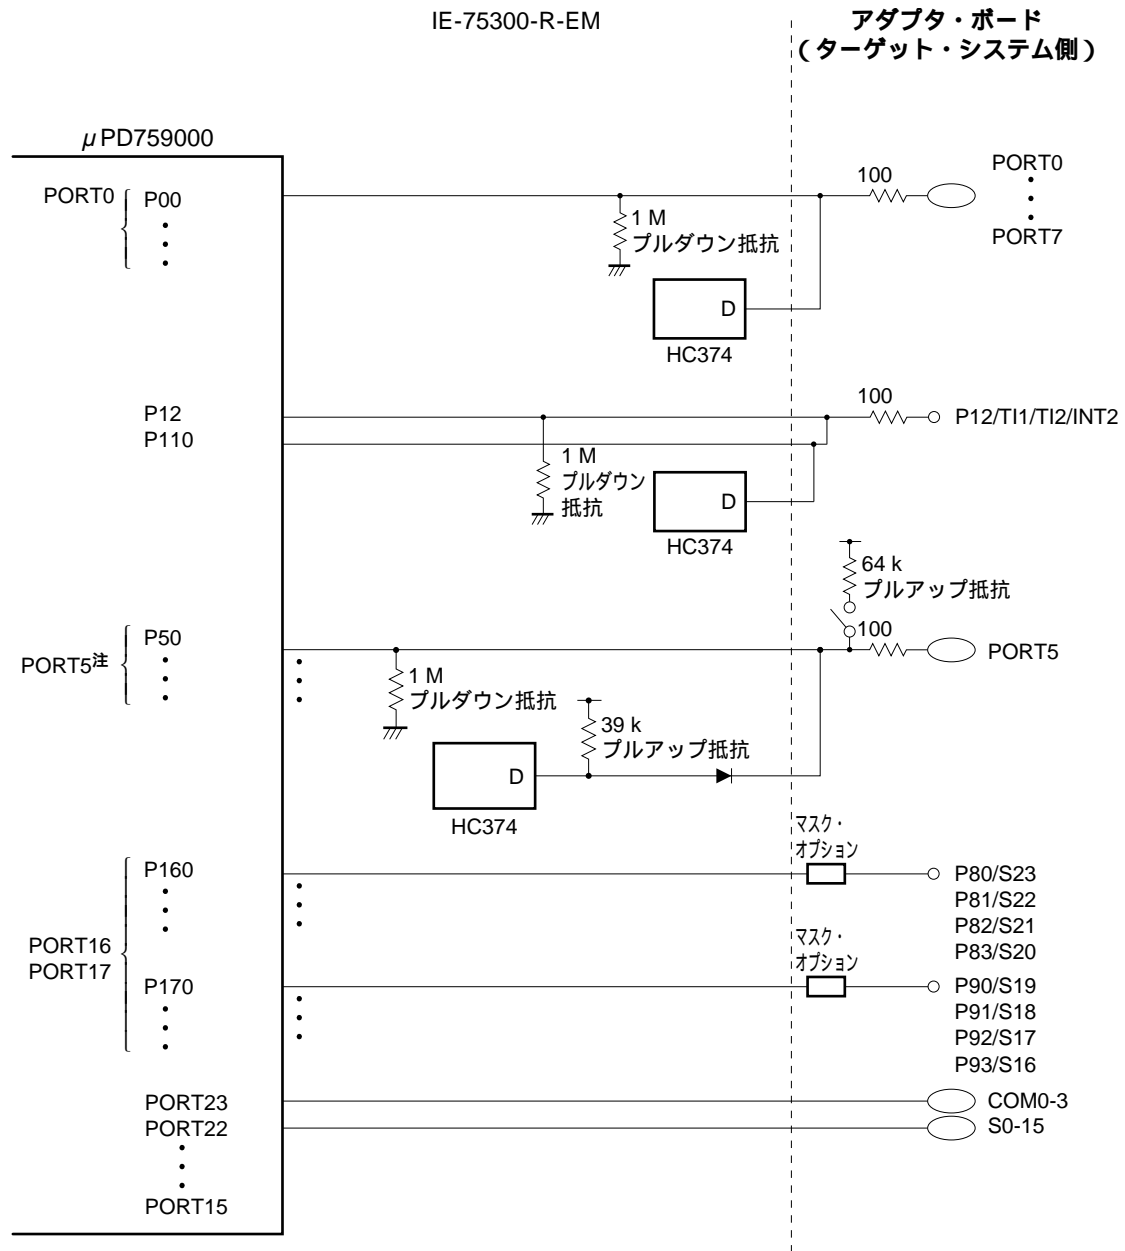 IE-75300-R-EM
アダプタ・ボード
(ターゲット・システム側)
μPD759000
PORT0
P00
1 M
プルダウン抵抗
D
HC374
100
PORT0
PORT7
P12
P110
1 M
プルダウン
抵抗
D
HC374
100
P12/TI1/TI2/INT2
64 k
プルアップ抵抗
100
PORT5
PORT5注
P50
1 M
プルダウン抵抗
39 k
プルアップ抵抗
D
HC374
マスク・
オプション
P160
P80/S23
P81/S22
P82/S21
P83/S20
PORT16
PORT17
マスク・
オプション
P170
P90/S19
P91/S18
P92/S17
P93/S16
PORT23
COM0-3
PORT22
S0-15
PORT15